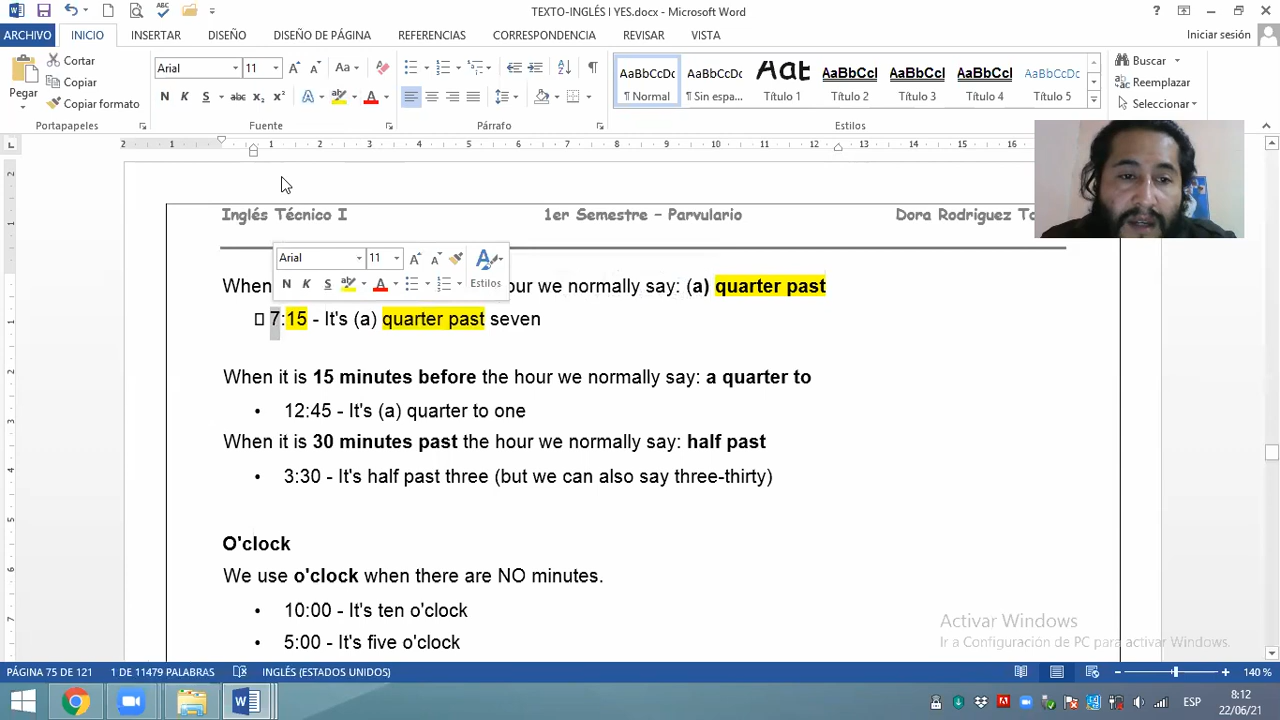 TEXTO-INGLÉS I YES.docx - Microsoft Word
ARCHIVO INICIO INSERTAR DISEÑO DISEÑO DE PÁGINA REFERENCIAS CORRESPONDENCIA REVISAR VISTA Iniciar sesión
Pegar
Cortar
Copiar
Copiar formato
Portapapeles
Arial 11
N K S abc x₂ x²
Fuente
Párrafo
AaBbCcDc AaBbCcDc Aat AaBbCcl AaBbCcl AaBbCcl AaBbCcDc
¶ Normal ¶ Sin espa... Título 1 Título 2 Título 3 Título 4 Título 5
Estilos
Buscar
Reemplazar
Seleccionar
Inglés Técnico I 1er Semestre – Parvulario Dora Rodriguez To
Arial 11
N K S Estilos
When our we normally say: (a) quarter past
7:15 - It's (a) quarter past seven
When it is 15 minutes before the hour we normally say: a quarter to
• 12:45 - It's (a) quarter to one
When it is 30 minutes past the hour we normally say: half past
• 3:30 - It's half past three (but we can also say three-thirty)
O'clock
We use o'clock when there are NO minutes.
• 10:00 - It's ten o'clock
• 5:00 - It's five o'clock
Activar Windows
Ir a Configuración de PC para activar Windows.
PÁGINA 75 DE 121 1 DE 11479 PALABRAS INGLÉS (ESTADOS UNIDOS) 140 %
ESP
8:12
22/06/21